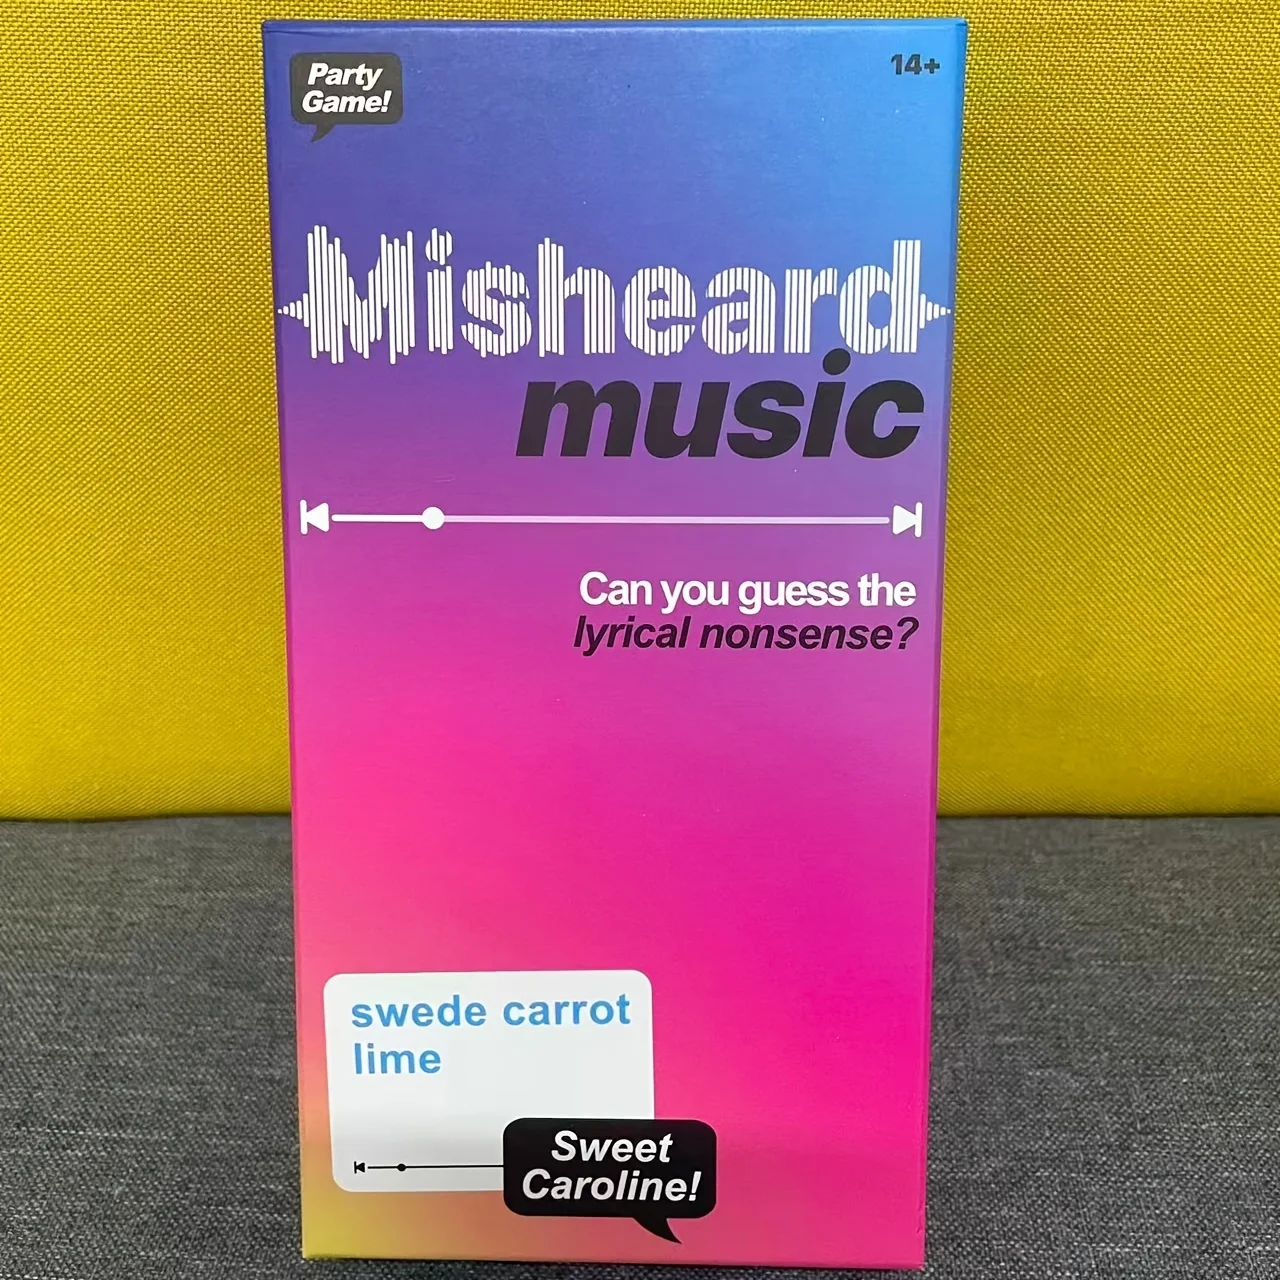 Party
Game!
14+
Misheard
music
Can you guess the
lyrical nonsense?
swede carrot
lime
Sweet
Caroline!